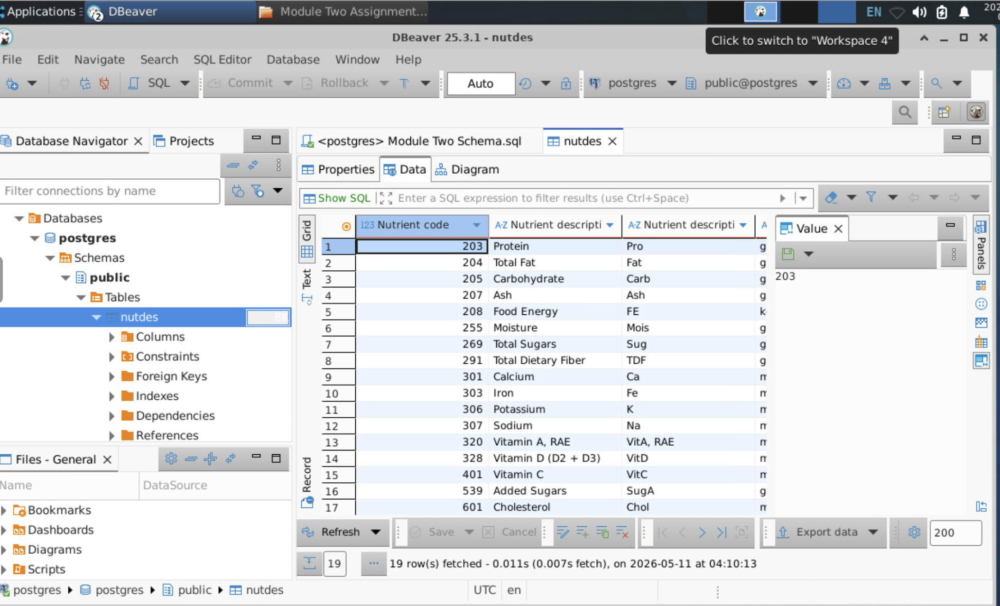 Applications DBeaver Module Two Assignment... EN 202
2
DBeaver 25.3.1 - nutdes
Click to switch to "Workspace 4"
File Edit Navigate Search SQL Editor Database Window Help
SQL Commit Rollback T Auto postgres public@postgres
Database Navigator Projects
<postgres> Module Two Schema.sql nutdes
Properties Data Diagram
Filter connections by name
Show SQL Enter a SQL expression to filter results (use Ctrl+Space)
Databases
postgres
Schemas
public
Tables
nutdes 8K
Columns
Constraints
Foreign Keys
Indexes
Dependencies
References
Files - General
Name DataSource
Bookmarks
Dashboards
Diagrams
Scripts
Grid
Text
Record
123 Nutrient code A-Z Nutrient descripti A-Z Nutrient descripti A
1 203 Protein Pro g
2 204 Total Fat Fat g
3 205 Carbohydrate Carb g
4 207 Ash Ash g
5 208 Food Energy FE k
6 255 Moisture Mois g
7 269 Total Sugars Sug g
8 291 Total Dietary Fiber TDF g
9 301 Calcium Ca m
10 303 Iron Fe m
11 306 Potassium K m
12 307 Sodium Na m
13 320 Vitamin A, RAE VitA, RAE m
14 328 Vitamin D (D2 + D3) VitD m
15 401 Vitamin C VitC m
16 539 Added Sugars SugA g
17 601 Cholesterol Chol m
Value
203
Panels
Refresh Save Cancel Export data 200
19 ... 19 row(s) fetched - 0.011s (0.007s fetch), on 2026-05-11 at 04:10:13
postgres postgres public nutdes UTC en